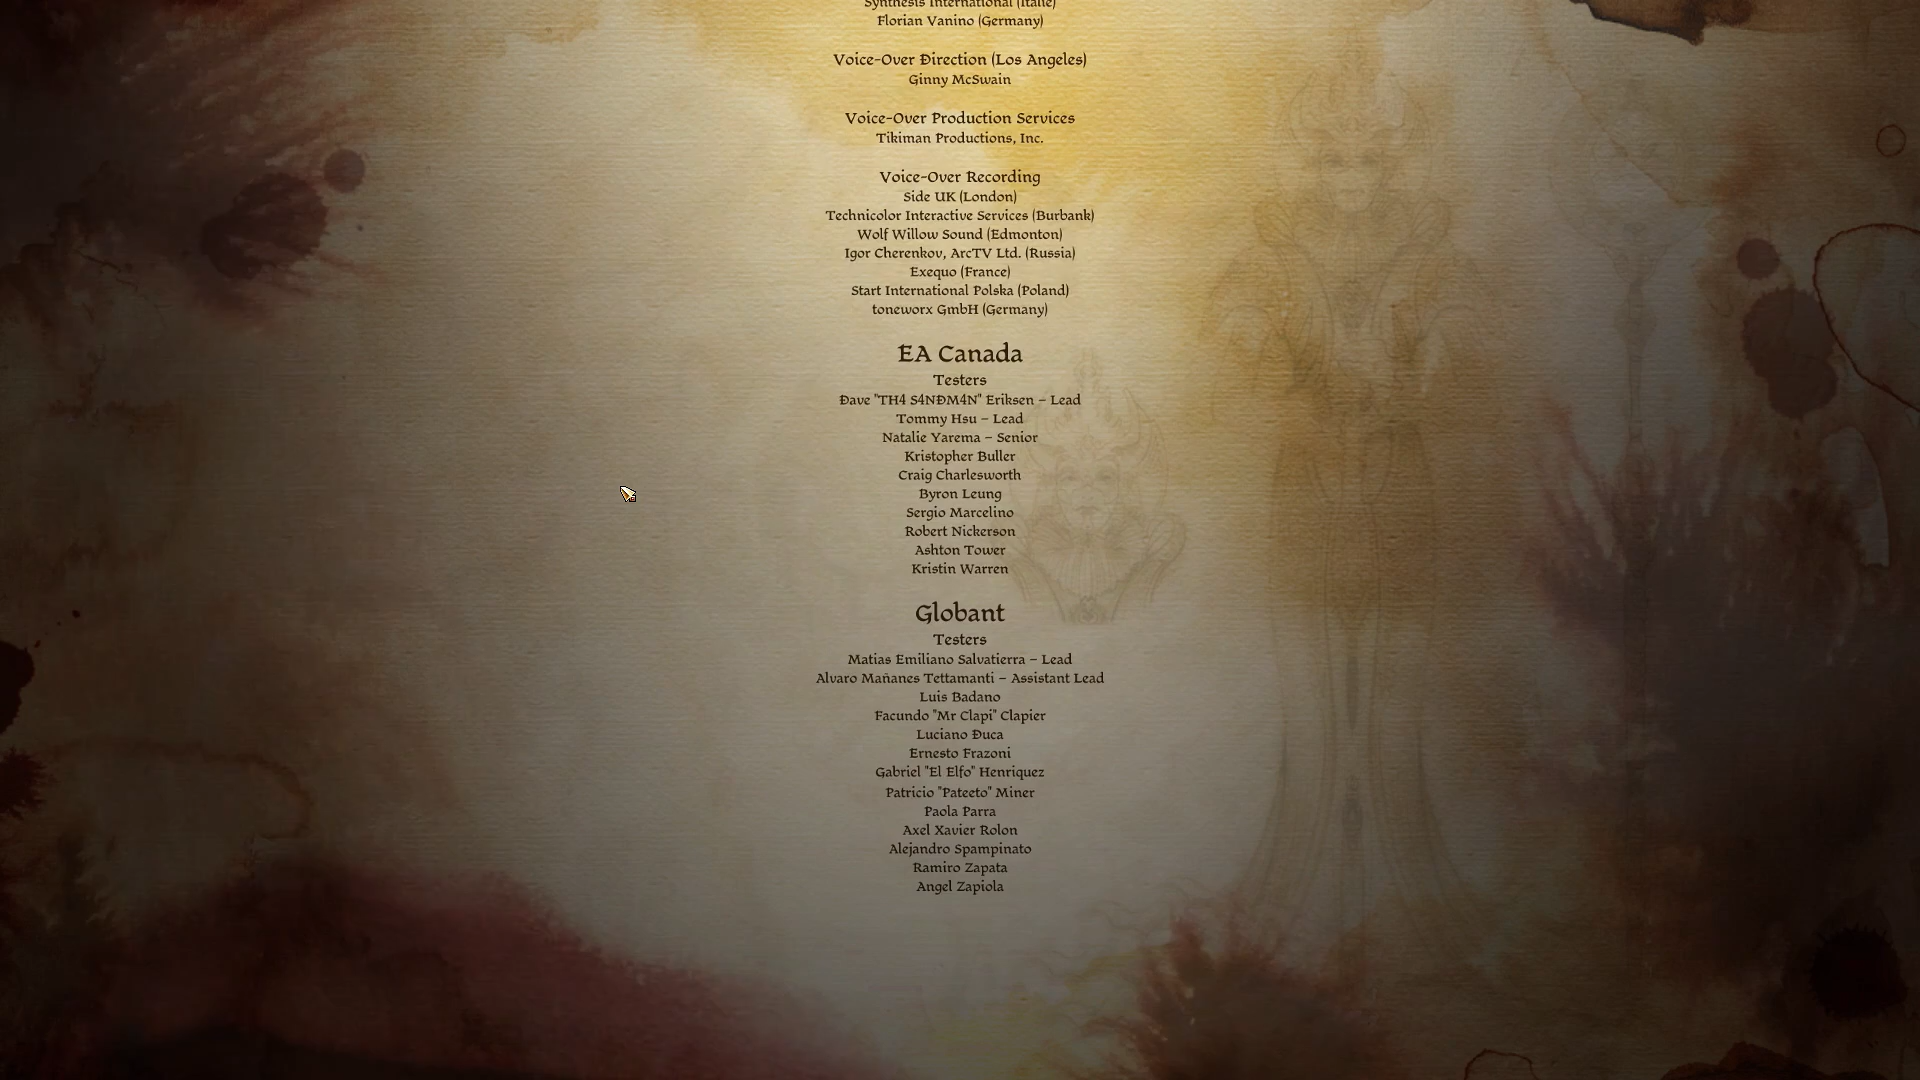 Synthesis International (Italie)
Florian Vanino (Germany)
Voice-Over Direction (Los Angeles)
Ginny McSwain
Voice-Over Production Services
Tikiman Productions, Inc.
Voice-Over Recording
Side UK (London)
Technicolor Interactive Services (Burbank)
Wolf Willow Sound (Edmonton)
Igor Cherenkov, ArcTV Ltd. (Russia)
Exequo (France)
Start International Polska (Poland)
toneworx GmbH (Germany)
EA Canada
Testers
Dave "TH4 S4NDM4N" Eriksen – Lead
Tommy Hsu – Lead
Natalie Yarema – Senior
Kristopher Buller
Craig Charlesworth
Byron Leung
Sergio Marcelino
Robert Nickerson
Ashton Tower
Kristin Warren
Globant
Testers
Matias Emiliano Salvatierra – Lead
Alvaro Mañanes Tettamanti – Assistant Lead
Luis Badano
Facundo "Mr Clapi" Clapier
Luciano Duca
Ernesto Frazoni
Gabriel "El Elfo" Henriquez
Patricio "Pateeto" Miner
Paola Parra
Axel Xavier Rolon
Alejandro Spampinato
Ramiro Zapata
Angel Zapiola